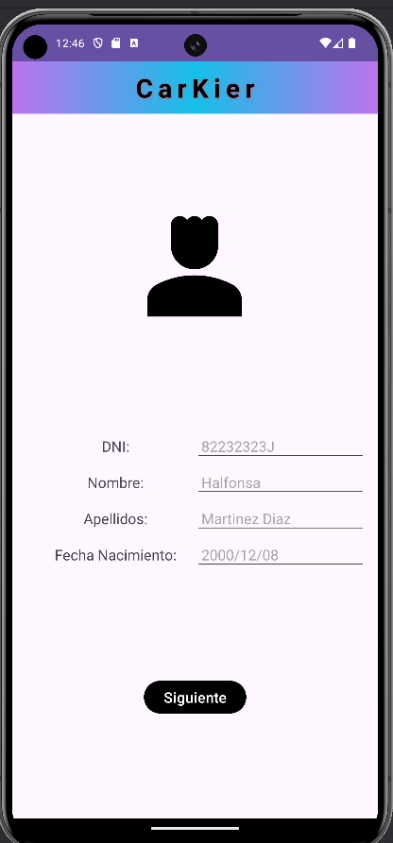 12:46
CarKier
DNI: 82232323J
Nombre: Halfonsa
Apellidos: Martinez Diaz
Fecha Nacimiento: 2000/12/08
Siguiente